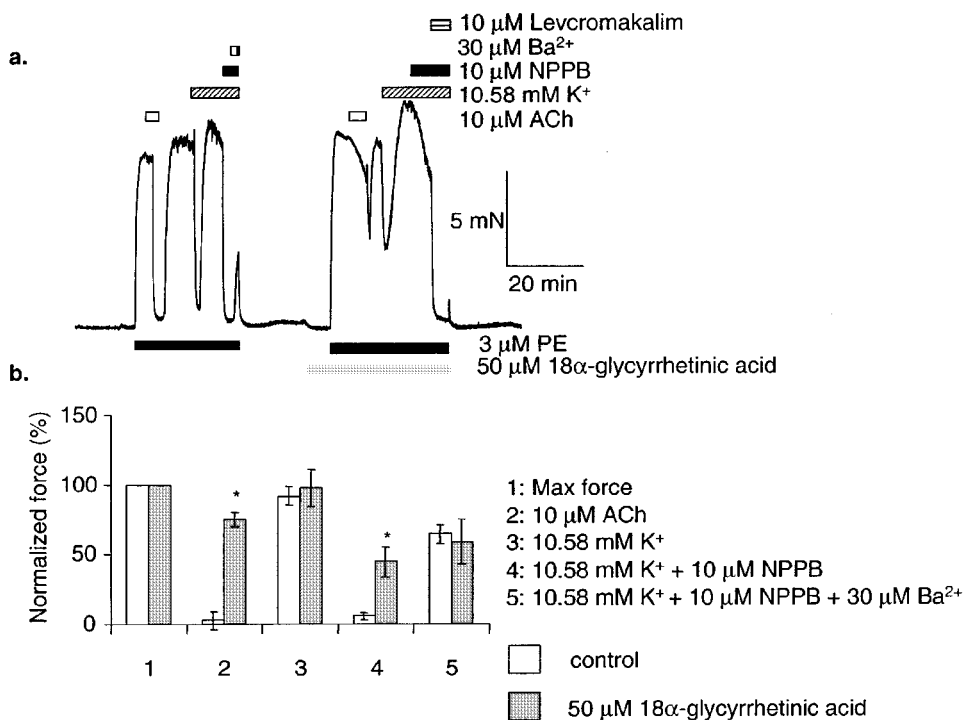 a.
10 μM Levcromakalim
30 μM Ba²⁺
10 μM NPPB
10.58 mM K⁺
10 μM ACh
5 mN
20 min
3 μM PE
50 μM 18α-glycyrrhetinic acid
b.
Normalized force (%)
150
100
50
0
*
*
1
2
3
4
5
1: Max force
2: 10 μM ACh
3: 10.58 mM K⁺
4: 10.58 mM K⁺ + 10 μM NPPB
5: 10.58 mM K⁺ + 10 μM NPPB + 30 μM Ba²⁺
control
50 μM 18α-glycyrrhetinic acid